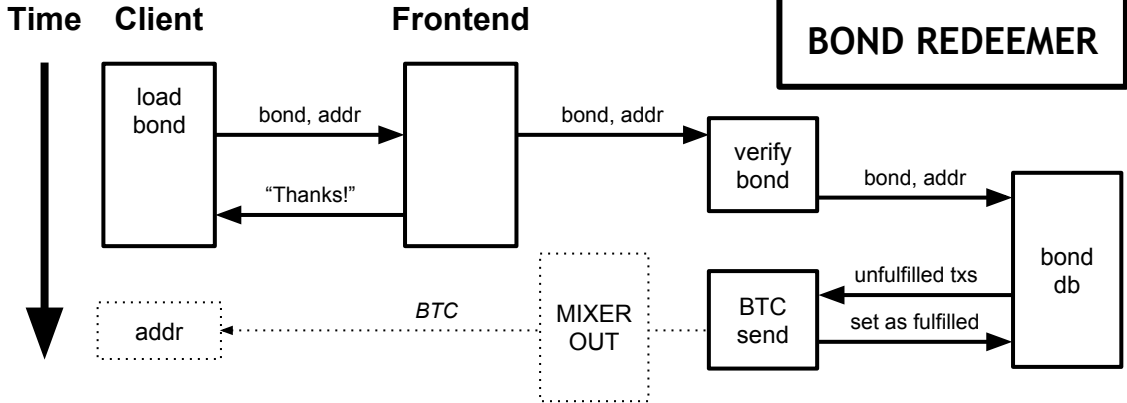 Time
Client
Frontend
BOND REDEEMER
load
bond
bond, addr
bond, addr
verify
bond
bond, addr
“Thanks!”
bond
db
unfulfilled txs
BTC
MIXER
OUT
BTC
send
set as fulfilled
addr